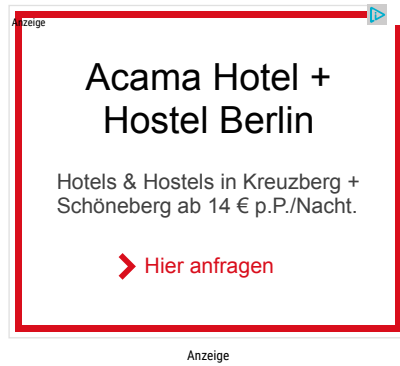 Anzeige
Acama Hotel +
Hostel Berlin
Hotels & Hostels in Kreuzberg +
Schöneberg ab 14 € p.P./Nacht.
Hier anfragen
Anzeige